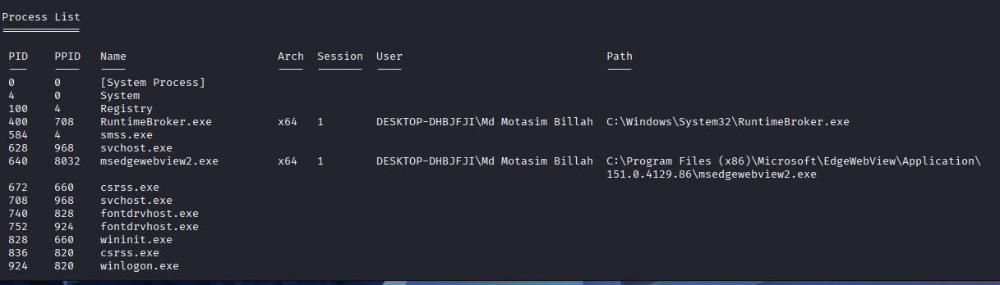 Process List
============
PID    PPID   Name                       Arch  Session  User                               Path
---    ----   ----                       ----  -------  ----                               ----
0      0      [System Process]
4      0      System
100    4      Registry
400    708    RuntimeBroker.exe          x64   1        DESKTOP-DHBJFJI\Md Motasim Billah  C:\Windows\System32\RuntimeBroker.exe
584    4      smss.exe
628    968    svchost.exe
640    8032   msedgewebview2.exe         x64   1        DESKTOP-DHBJFJI\Md Motasim Billah  C:\Program Files (x86)\Microsoft\EdgeWebView\Application\
151.0.4129.86\msedgewebview2.exe
672    660    csrss.exe
708    968    svchost.exe
740    828    fontdrvhost.exe
752    924    fontdrvhost.exe
828    660    wininit.exe
836    820    csrss.exe
924    820    winlogon.exe